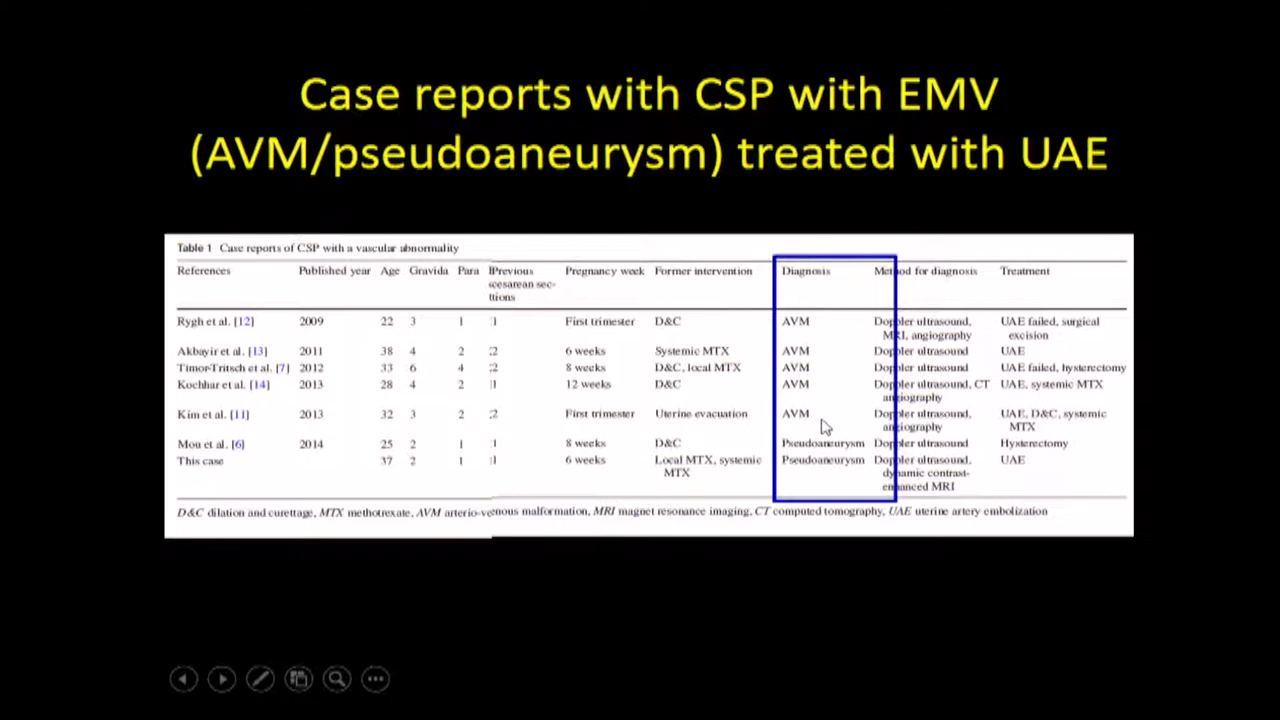 Case reports with CSP with EMV
(AVM/pseudoaneurysm) treated with UAE
Table 1 Case reports of CSP with a vascular abnormality
References Published year Age Gravida Para Previous cesarean sec- tions Pregnancy week Former intervention Diagnosis Method for diagnosis Treatment
Rygh et al. [12] 2009 22 3 1 1 First trimester D&C AVM Doppler ultrasound, MRI, angiography UAE failed, surgical excision
Akbayir et al. [13] 2011 38 4 2 2 6 weeks Systemic MTX AVM Doppler ultrasound UAE
Timor-Tritsch et al. [7] 2012 33 6 4 2 8 weeks D&C, local MTX AVM Doppler ultrasound UAE failed, hysterectomy
Kochhar et al. [14] 2013 28 4 2 1 12 weeks D&C AVM Doppler ultrasound, CT angiography UAE, systemic MTX
Kim et al. [11] 2013 32 3 2 2 First trimester Uterine evacuation AVM Doppler ultrasound, angiography UAE, D&C, systemic MTX
Mou et al. [6] 2014 25 2 1 1 8 weeks D&C Pseudoaneurysm Doppler ultrasound Hysterectomy
This case 37 2 1 1 6 weeks Local MTX, systemic MTX Pseudoaneurysm Doppler ultrasound, dynamic contrast- enhanced MRI UAE
D&C dilation and curettage, MTX methotrexate, AVM arterio-venous malformation, MRI magnet resonance imaging, CT computed tomography, UAE uterine artery embolization